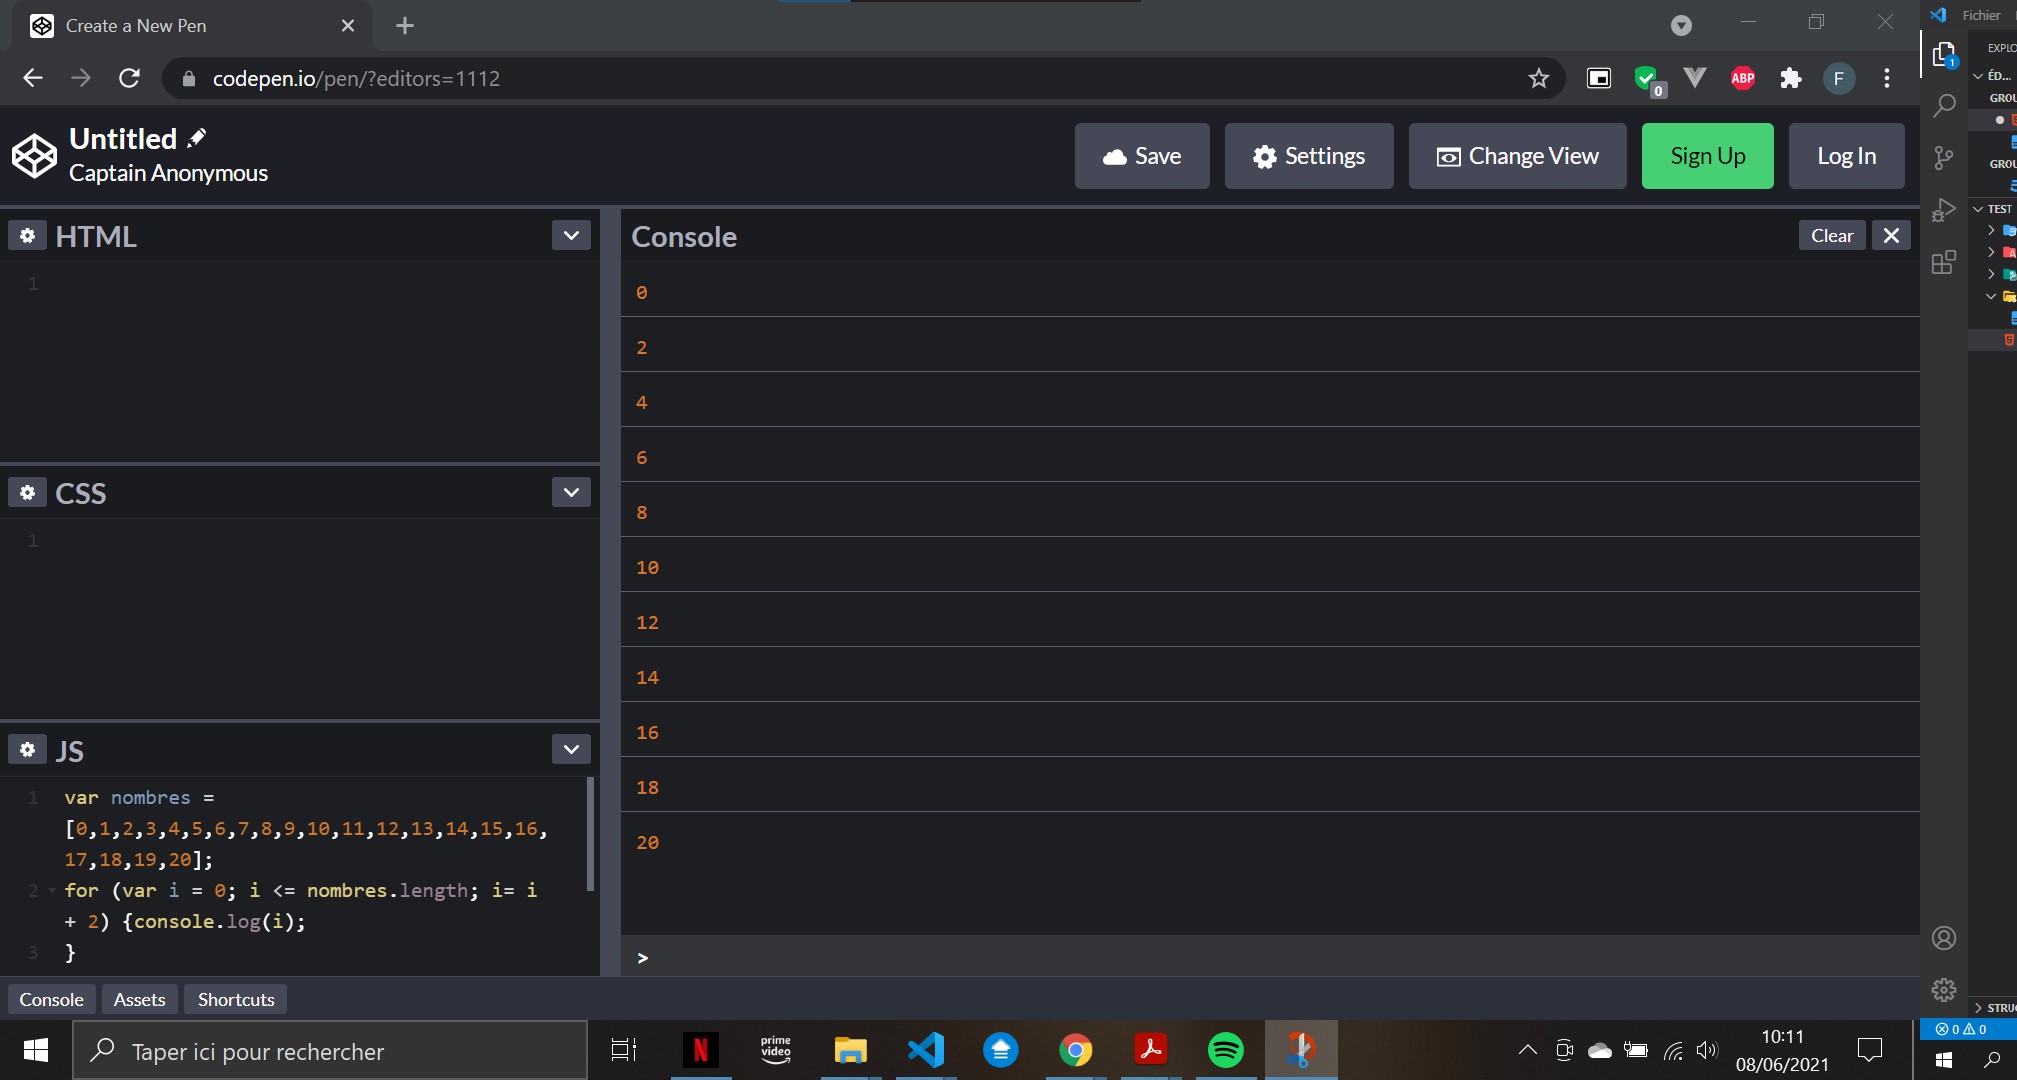 Create a New Pen
codepen.io/pen/?editors=1112
0
ABP
F
Untitled
Captain Anonymous
Save
Settings
Change View
Sign Up
Log In
HTML
1
CSS
1
JS
1 var nombres =
[0,1,2,3,4,5,6,7,8,9,10,11,12,13,14,15,16,
17,18,19,20];
2 for (var i = 0; i <= nombres.length; i= i
+ 2) {console.log(i);
3 }
Console
Clear
0
2
4
6
8
10
12
14
16
18
20
>
Console
Assets
Shortcuts
Taper ici pour rechercher
N
prime
video
10:11
08/06/2021
Fichier
EXPLO
1
ÉD...
GROU
GROU
TEST
STRU
0
0